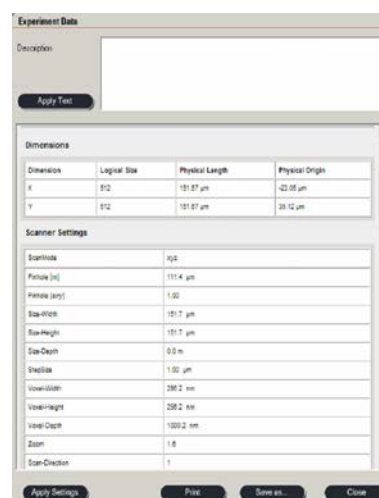 Experiment Data
Description
Apply Text
Dimensions
Dimension Logical Size Physical Length Physical Origin
X 512 151.67 µm -23.05 µm
Y 512 151.67 µm 35.12 µm
Scanner Settings
ScanMode xyz
Pinhole [m] 111.4 µm
Pinhole [airy] 1.00
Size-Width 151.7 µm
Size-Height 151.7 µm
Size-Depth 0.0 m
StepSize 1.00 µm
Voxel-Width 296.2 nm
Voxel-Height 296.2 nm
Voxel-Depth 1000.2 nm
Zoom 1.6
Scan-Direction 1
Apply Settings Print Save as... Close